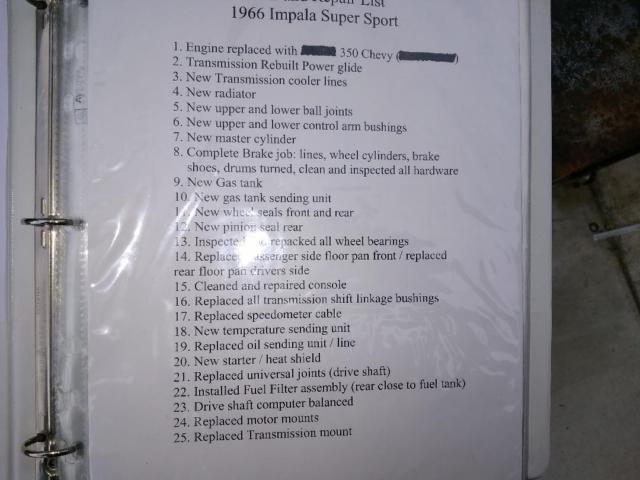 and Repair List
1966 Impala Super Sport
1. Engine replaced with 350 Chevy ( )
2. Transmission Rebuilt Power glide
3. New Transmission cooler lines
4. New radiator
5. New upper and lower ball joints
6. New upper and lower control arm bushings
7. New master cylinder
8. Complete Brake job: lines, wheel cylinders, brake
shoes, drums turned, clean and inspected all hardware
9. New Gas tank
10. New gas tank sending unit
11. New wheel seals front and rear
12. New pinion seal rear
13. Inspected and repacked all wheel bearings
14. Replaced passenger side floor pan front / replaced
rear floor pan drivers side
15. Cleaned and repaired console
16. Replaced all transmission shift linkage bushings
17. Replaced speedometer cable
18. New temperature sending unit
19. Replaced oil sending unit / line
20. New starter / heat shield
21. Replaced universal joints (drive shaft)
22. Installed Fuel Filter assembly (rear close to fuel tank)
23. Drive shaft computer balanced
24. Replaced motor mounts
25. Replaced Transmission mount